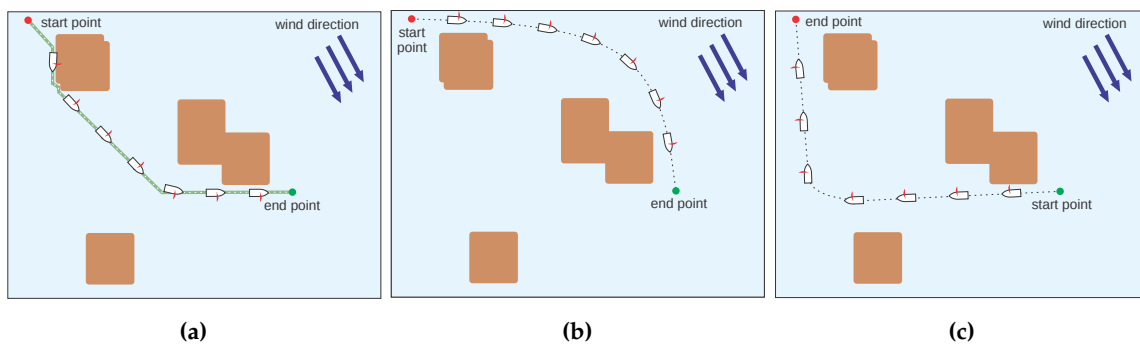 start point
wind direction
end point
(a)
start
point
wind direction
end point
(b)
end point
wind direction
start point
(c)